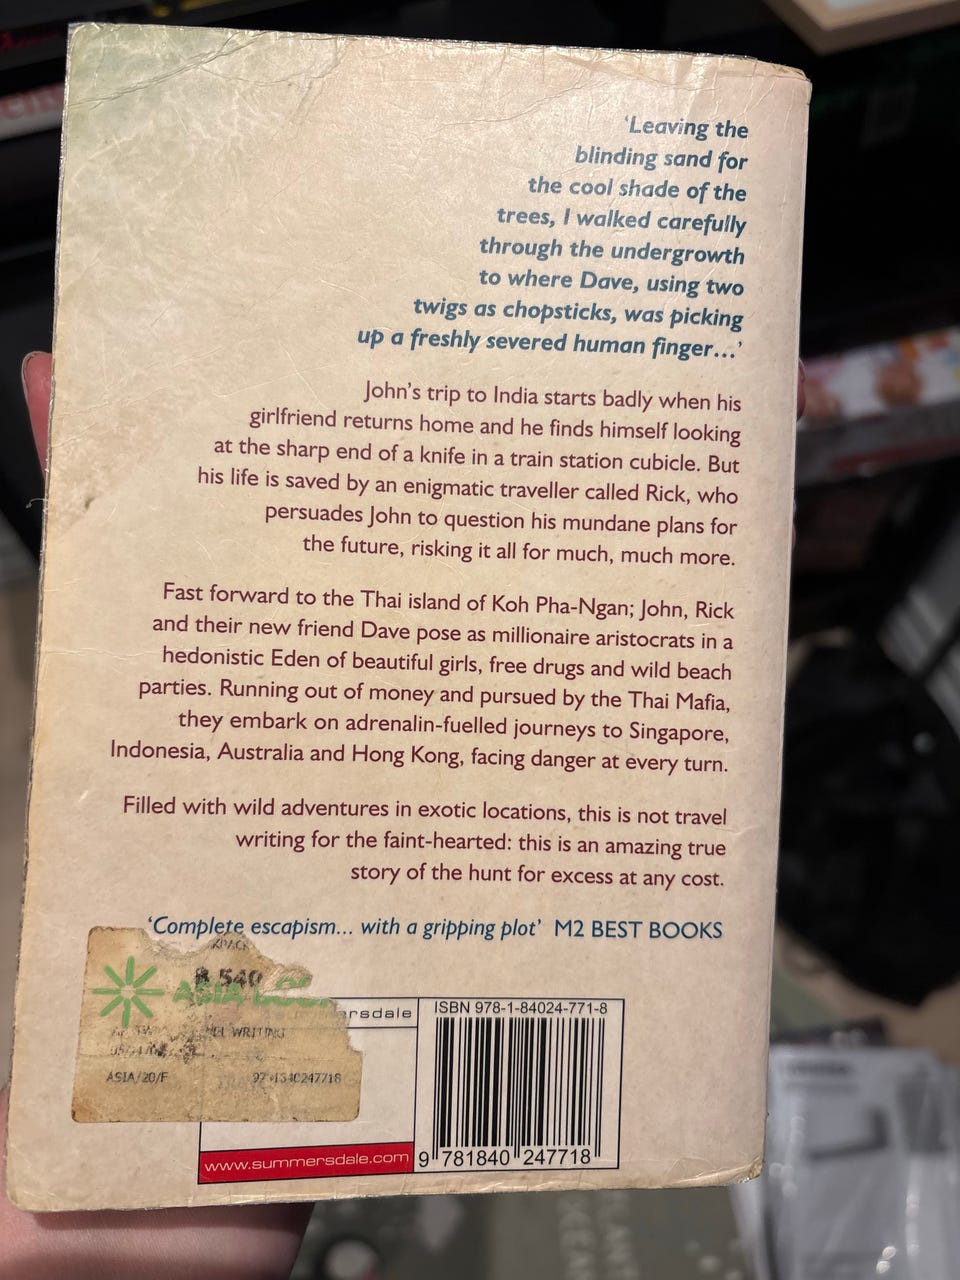 'Leaving the
blinding sand for
the cool shade of the
trees, I walked carefully
through the undergrowth
to where Dave, using two
twigs as chopsticks, was picking
up a freshly severed human finger...'
John's trip to India starts badly when his
girlfriend returns home and he finds himself looking
at the sharp end of a knife in a train station cubicle. But
his life is saved by an enigmatic traveller called Rick, who
persuades John to question his mundane plans for
the future, risking it all for much, much more.
Fast forward to the Thai island of Koh Pha-Ngan; John, Rick
and their new friend Dave pose as millionaire aristocrats in a
hedonistic Eden of beautiful girls, free drugs and wild beach
parties. Running out of money and pursued by the Thai Mafia,
they embark on adrenalin-fuelled journeys to Singapore,
Indonesia, Australia and Hong Kong, facing danger at every turn.
Filled with wild adventures in exotic locations, this is not travel
writing for the faint-hearted: this is an amazing true
story of the hunt for excess at any cost.
'Complete escapism... with a gripping plot' M2 BEST BOOKS
540
ASIA
WRITING
ASIA/20/F
ISBN 978-1-84024-771-8
www.summersdale.com
9 781840 247718